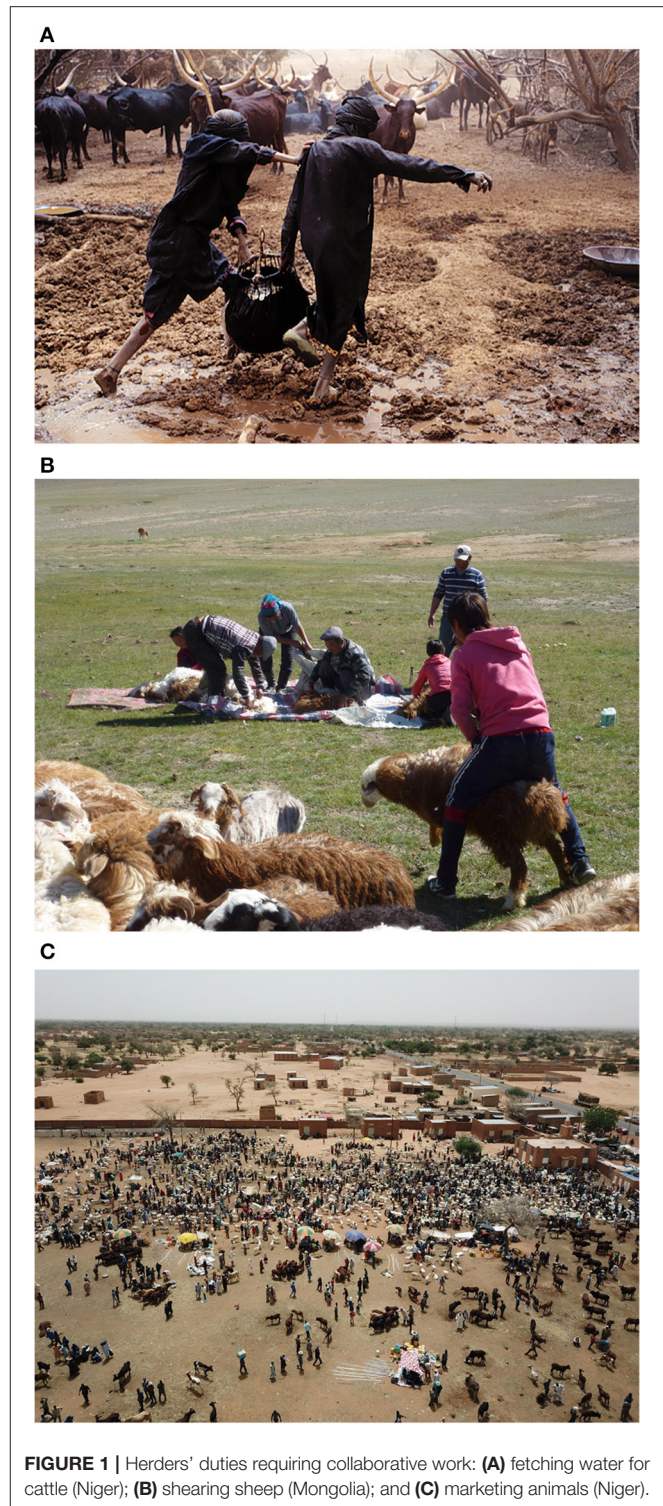 A
B
C
FIGURE 1 | Herders' duties requiring collaborative work: (A) fetching water for
cattle (Niger); (B) shearing sheep (Mongolia); and (C) marketing animals (Niger).